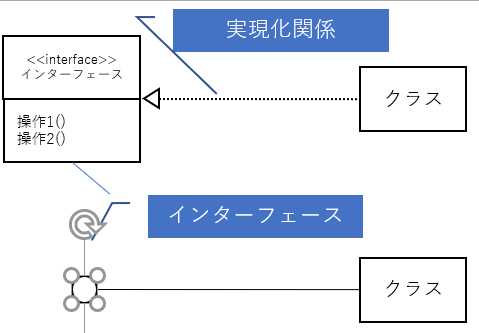 実現化関係
<<interface>>
インターフェース
クラス
操作1()
操作2()
インターフェース
クラス